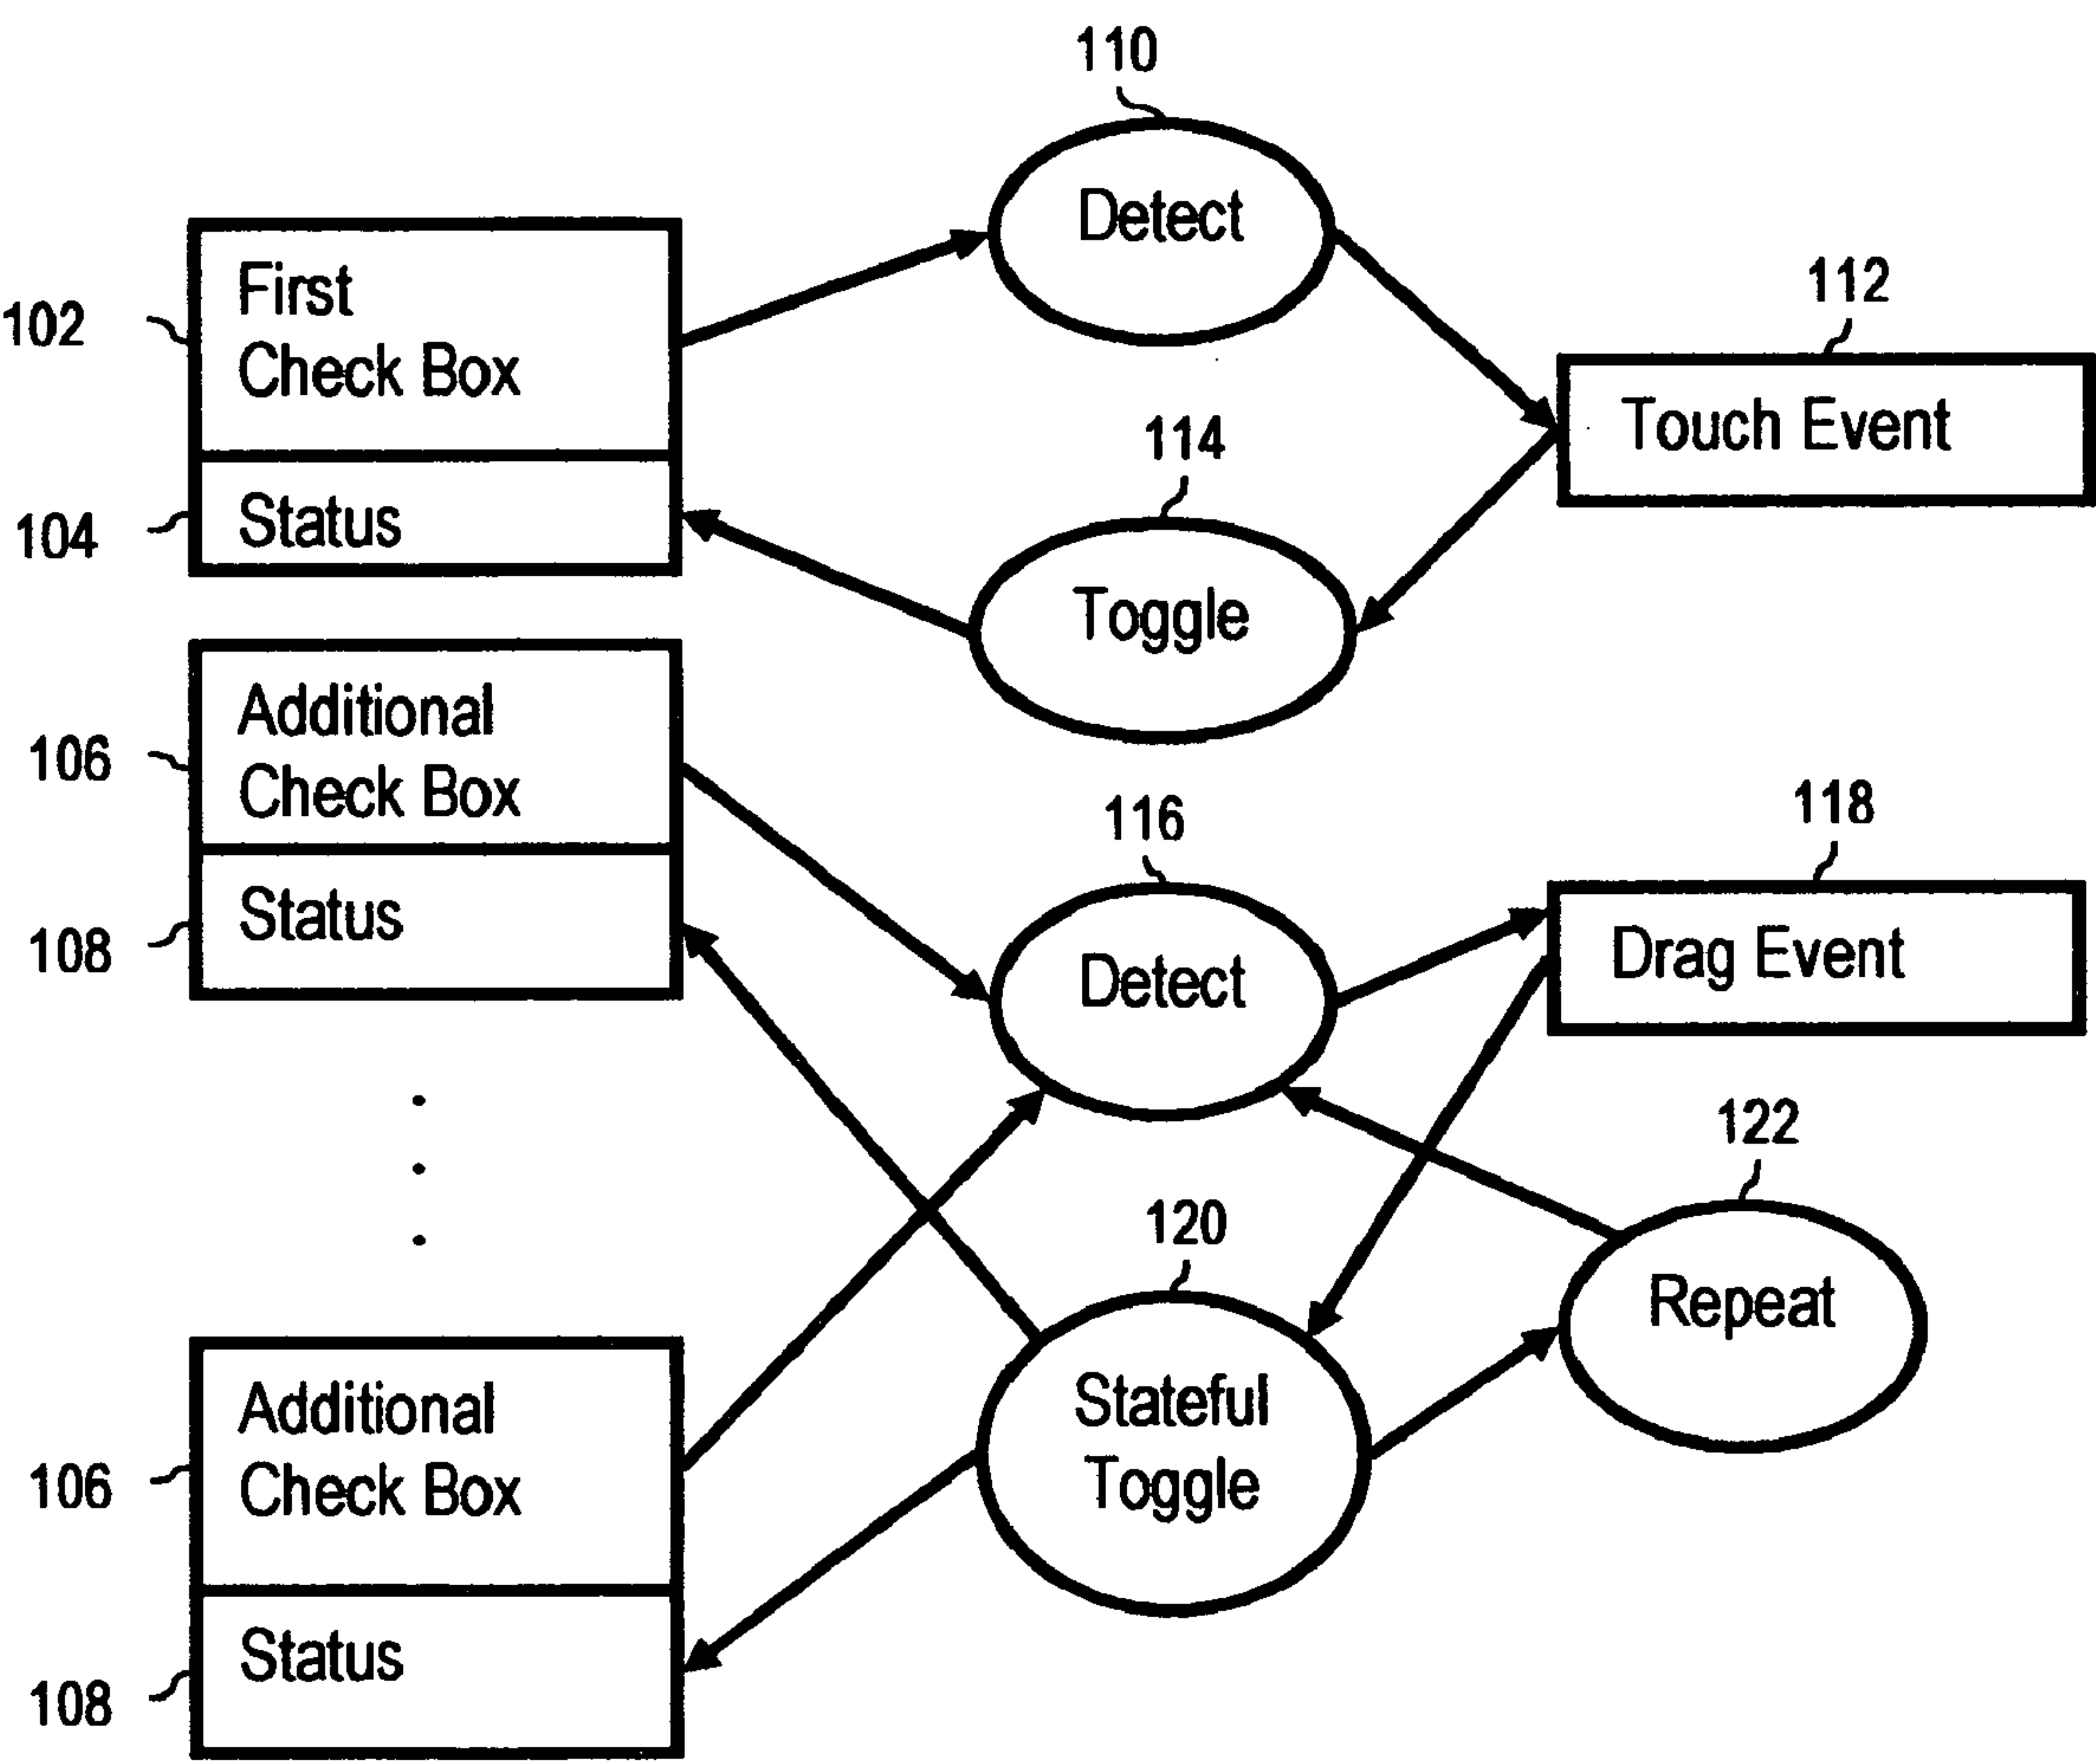 110
Detect
102
First
Check Box
112
Touch Event
114
104
Status
Toggle
106
Additional
Check Box
116
118
108
Status
Detect
Drag Event
122
120
Repeat
106
Additional
Check Box
Stateful
Toggle
108
Status